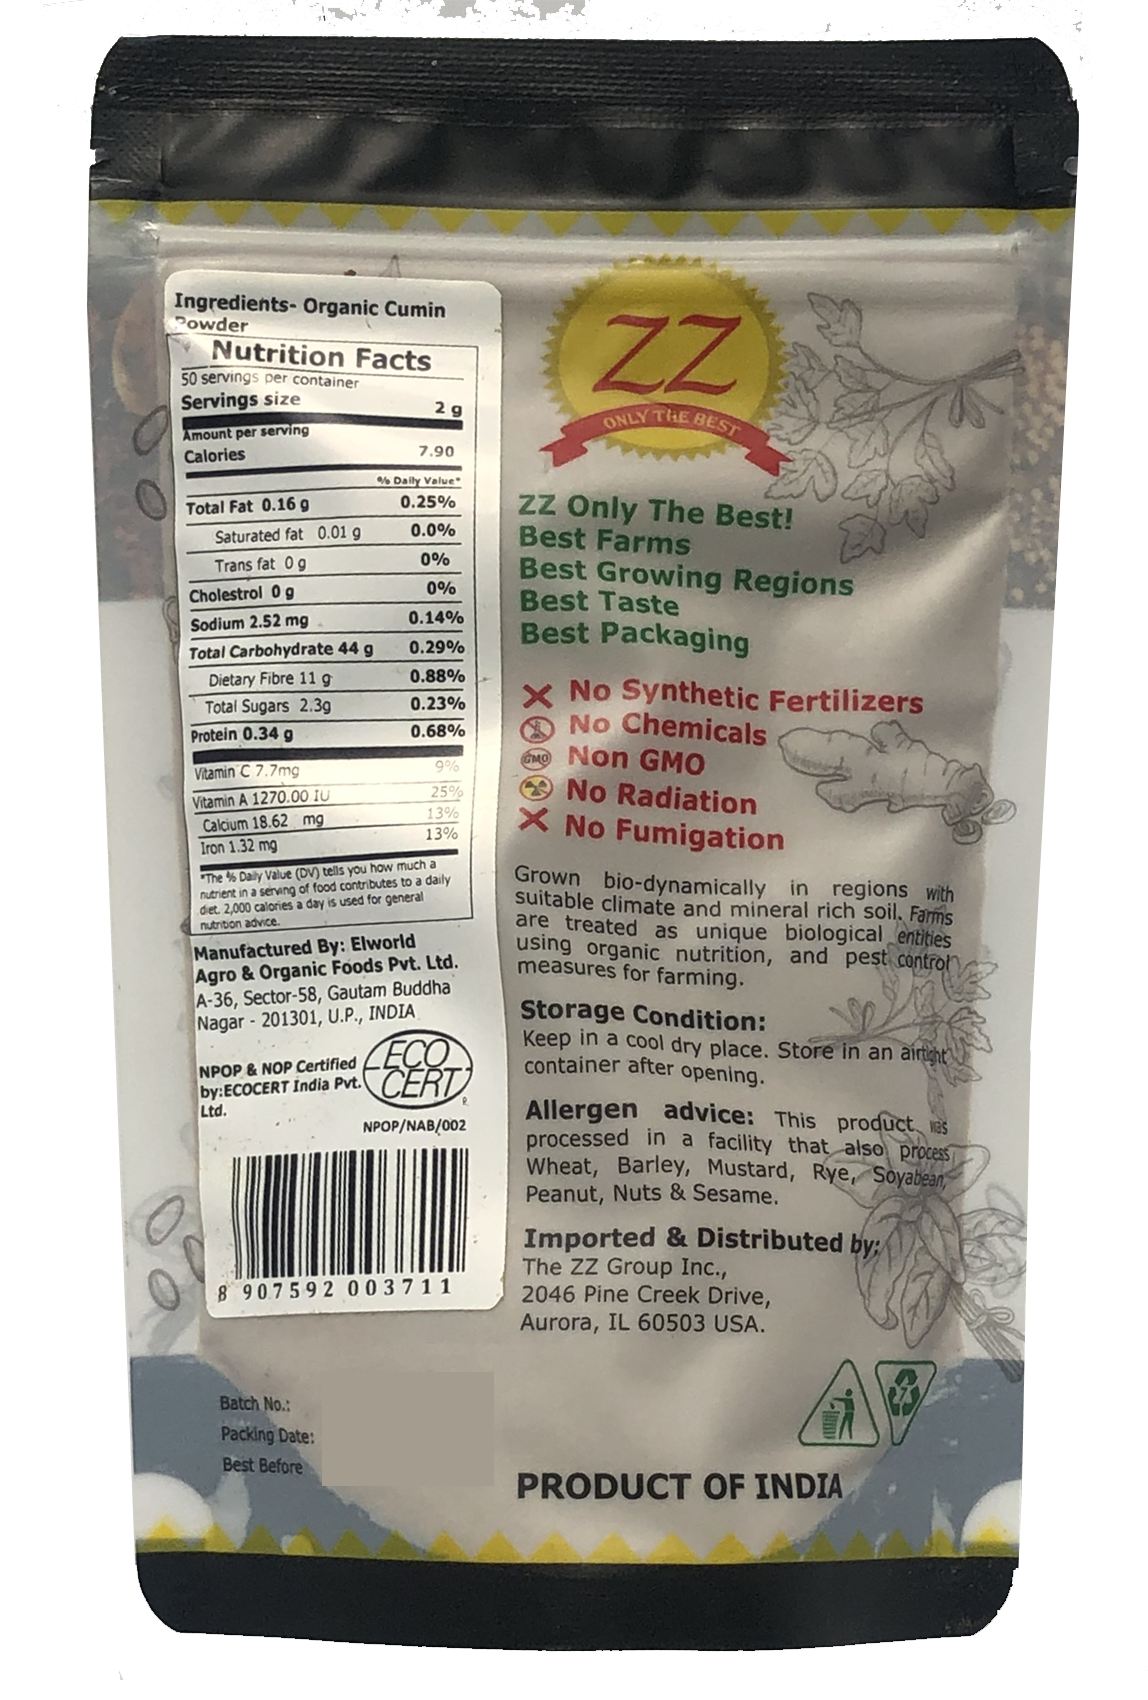 Ingredients- Organic Cumin
Powder
Nutrition Facts
50 servings per container
Servings size 2 g
Amount per serving
Calories 7.90
% Daily Value*
Total Fat 0.16 g 0.25%
Saturated fat 0.01 g 0.0%
Trans fat 0 g 0%
Cholestrol 0 g 0%
Sodium 2.52 mg 0.14%
Total Carbohydrate 44 g 0.29%
Dietary Fibre 11 g 0.88%
Total Sugars 2.3g 0.23%
Protein 0.34 g 0.68%
Vitamin C 7.7mg 9%
Vitamin A 1270.00 IU 25%
Calcium 18.62 mg 13%
Iron 1.32 mg 13%
*The % Daily Value (DV) tells you how much a
nutrient in a serving of food contributes to a daily
diet. 2,000 calories a day is used for general
nutrition advice.
Manufactured By: Elworld
Agro & Organic Foods Pvt. Ltd.
A-36, Sector-58, Gautam Buddha
Nagar - 201301, U.P., INDIA
NPOP & NOP Certified
by:ECOCERT India Pvt.
Ltd.
ECO
CERT
R
NPOP/NAB/002
8 907592 003711
Batch No.:
Packing Date:
Best Before
ZZ
ONLY THE BEST
ZZ Only The Best!
Best Farms
Best Growing Regions
Best Taste
Best Packaging
No Synthetic Fertilizers
No Chemicals
GMO Non GMO
No Radiation
No Fumigation
Grown bio-dynamically in regions with
suitable climate and mineral rich soil. Farms
are treated as unique biological entities
using organic nutrition, and pest control
measures for farming.
Storage Condition:
Keep in a cool dry place. Store in an airtight
container after opening.
Allergen advice: This product was
processed in a facility that also process
Wheat, Barley, Mustard, Rye, Soyabean,
Peanut, Nuts & Sesame.
Imported & Distributed by:
The ZZ Group Inc.,
2046 Pine Creek Drive,
Aurora, IL 60503 USA.
7
PRODUCT OF INDIA